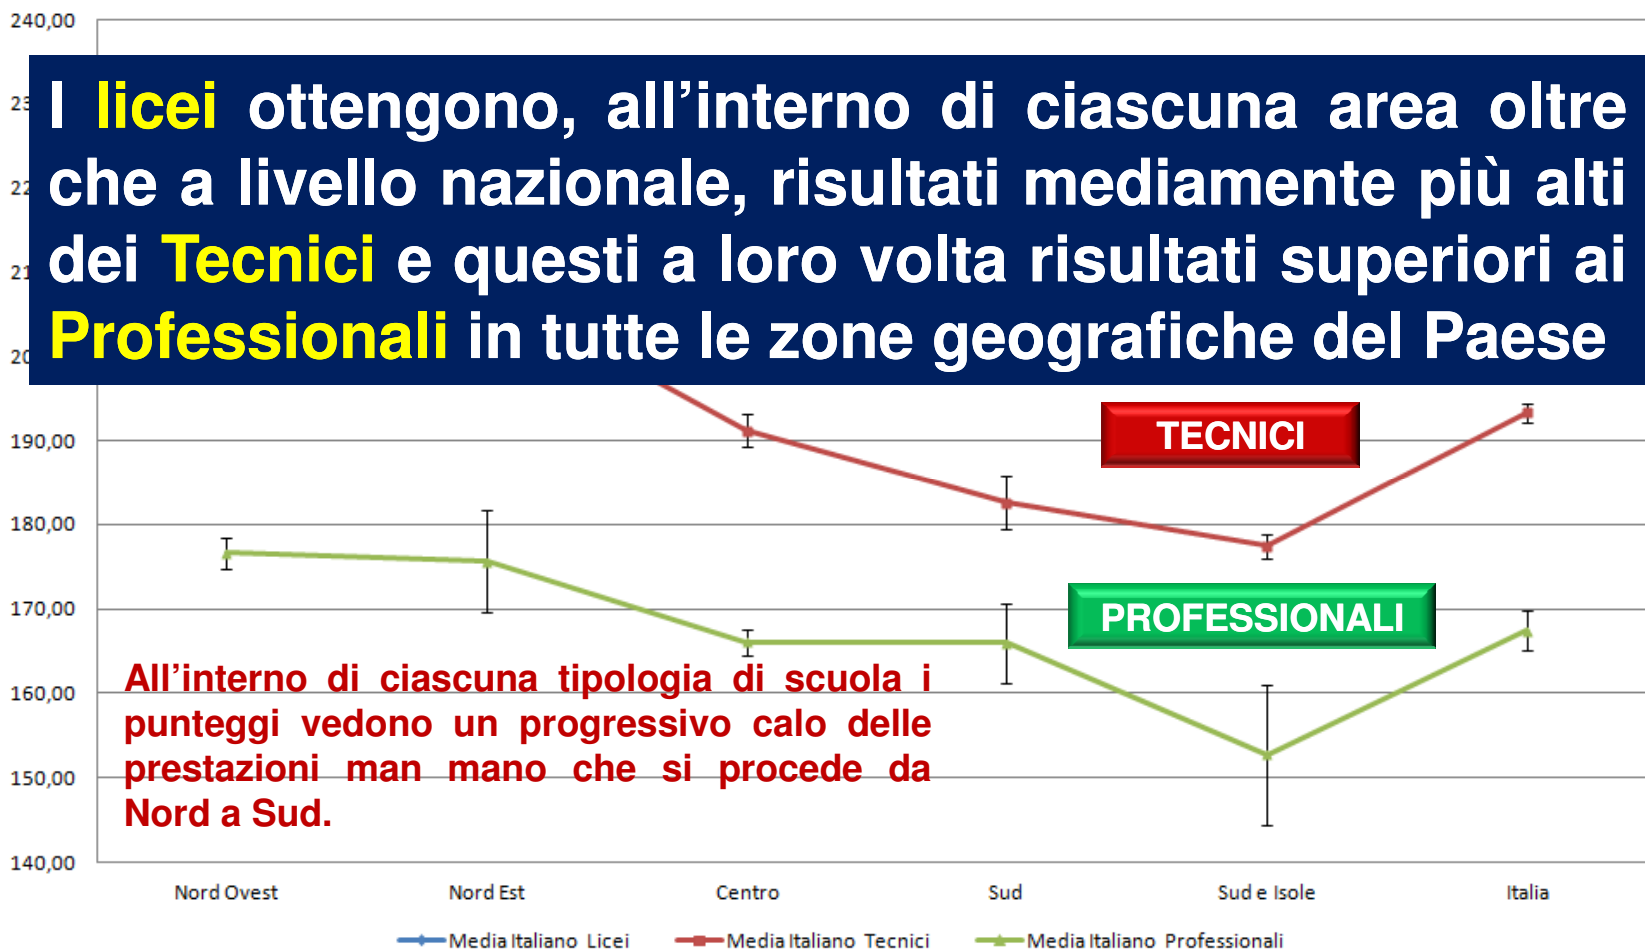 240,00
I licei ottengono, all’interno di ciascuna area oltre
che a livello nazionale, risultati mediamente più alti
dei Tecnici e questi a loro volta risultati superiori ai
Professionali in tutte le zone geografiche del Paese
190,00
TECNICI
180,00
170,00
PROFESSIONALI
All’interno di ciascuna tipologia di scuola i
punteggi vedono un progressivo calo delle
prestazioni man mano che si procede da
Nord a Sud.
160,00
150,00
140,00
Nord Ovest Nord Est Centro Sud Sud e Isole Italia
Media Italiano Licei Media Italiano Tecnici Media Italiano Professionali